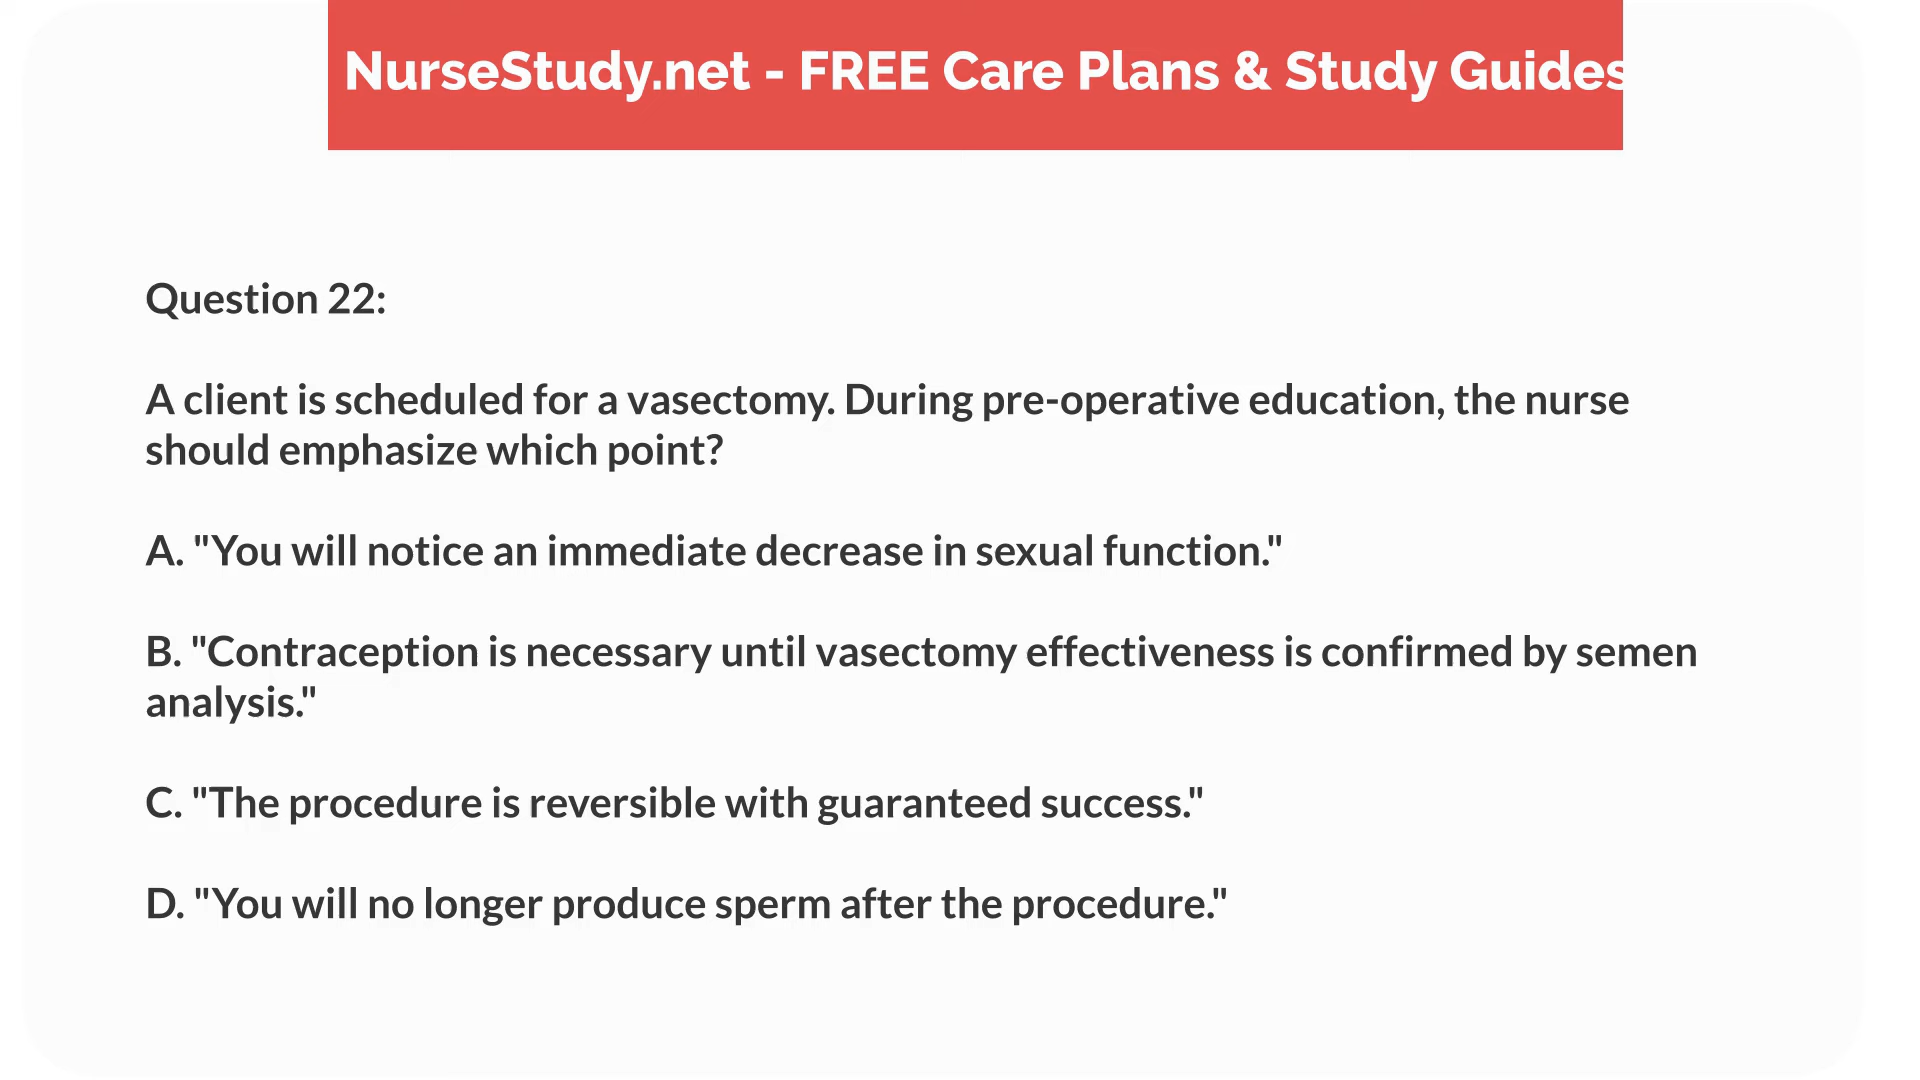 NurseStudy.net - FREE Care Plans & Study Guides
Question 22:
A client is scheduled for a vasectomy. During pre-operative education, the nurse
should emphasize which point?
A. "You will notice an immediate decrease in sexual function."
B. "Contraception is necessary until vasectomy effectiveness is confirmed by semen
analysis."
C. "The procedure is reversible with guaranteed success."
D. "You will no longer produce sperm after the procedure."